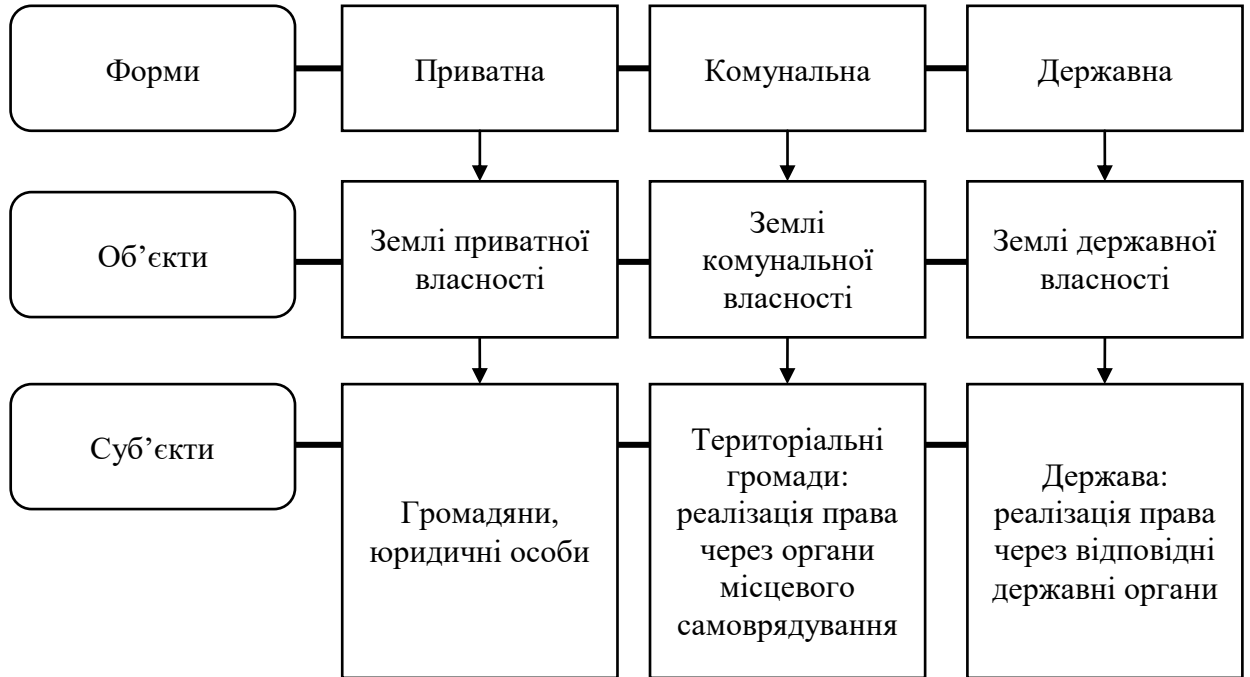 Форми
Приватна
Комунальна
Державна
Об’єкти
Землі приватної
власності
Землі
комунальної
власності
Землі державної
власності
Суб’єкти
Громадяни,
юридичні особи
Територіальні
громади:
реалізація права
через органи
місцевого
самоврядування
Держава:
реалізація права
через відповідні
державні органи